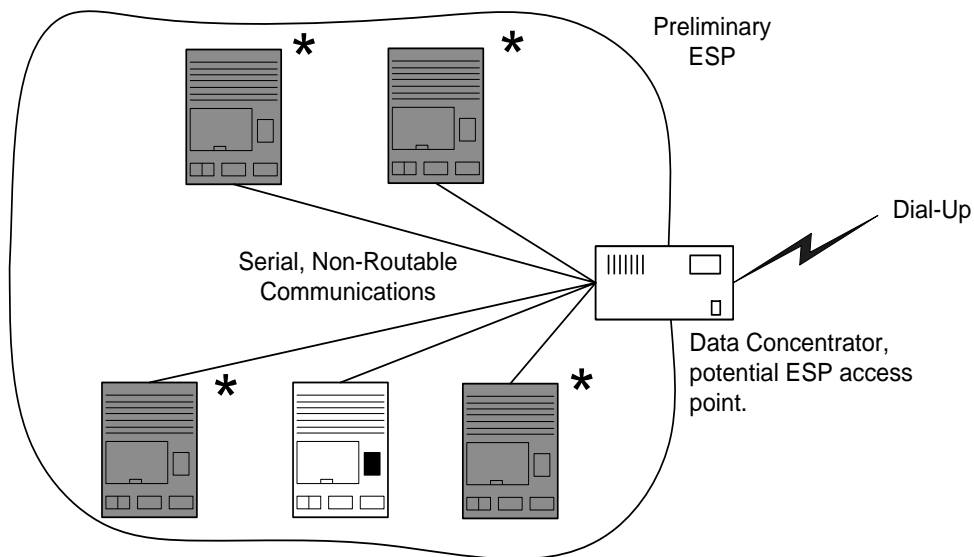 * *
Preliminary
ESP
Dial-Up
Serial, Non-Routable
Communications
Data Concentrator,
potential ESP access
point.
* *